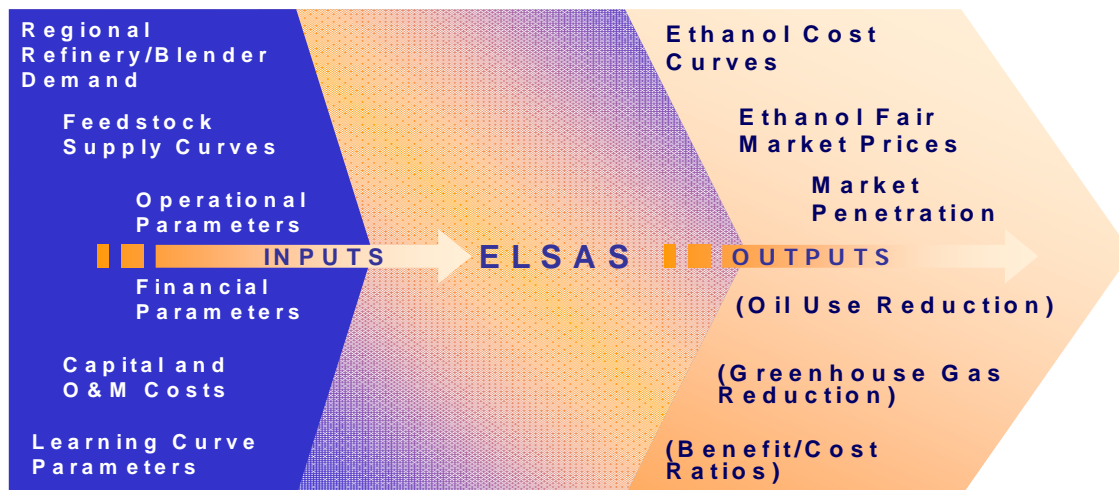 Regional
Refinery/Blender
Demand
Feedstock
Supply Curves
Operational
Parameters
INPUTS
Financial
Parameters
Capital and
O&M Costs
Learning Curve
Parameters
ELSAS
Ethanol Cost
Curves
Ethanol Fair
Market Prices
Market
Penetration
OUTPUTS
(Oil Use Reduction)
(Greenhouse Gas
Reduction)
(Benefit/Cost
Ratios)